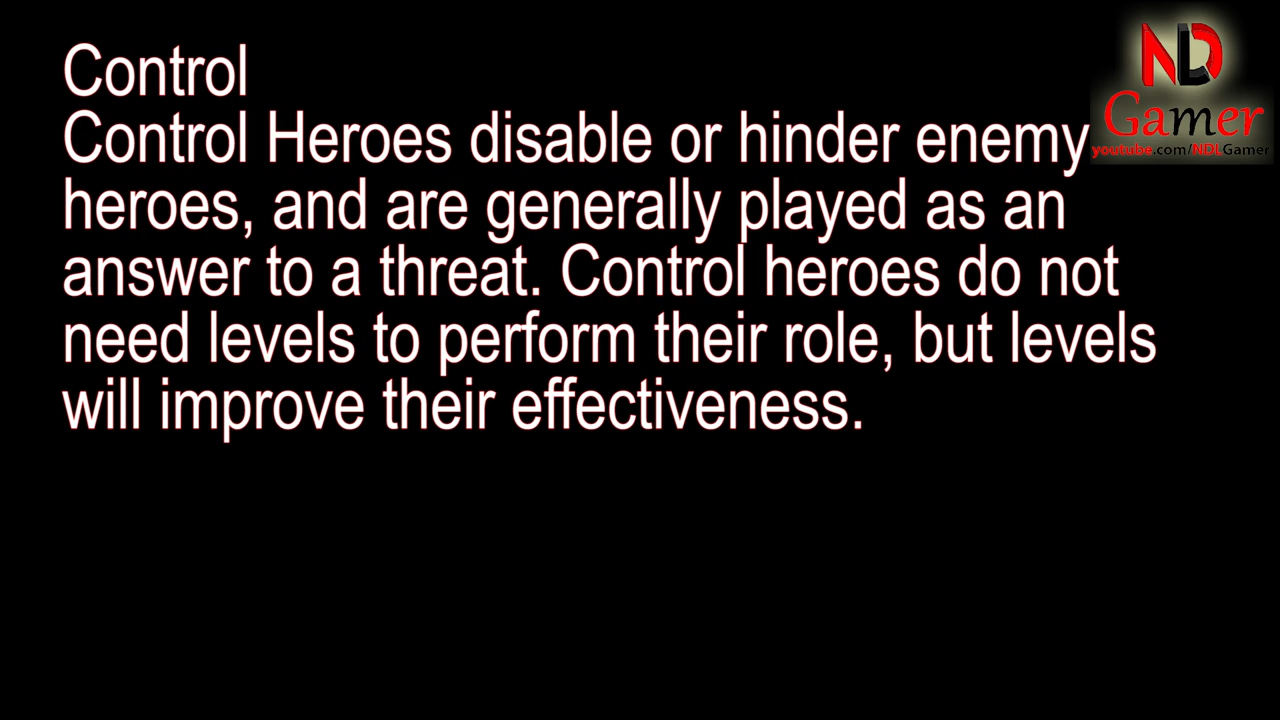 Control
Control Heroes disable or hinder enemy
heroes, and are generally played as an
answer to a threat. Control heroes do not
need levels to perform their role, but levels
will improve their effectiveness.
NDL
Gamer
youtube.com/NDLGamer